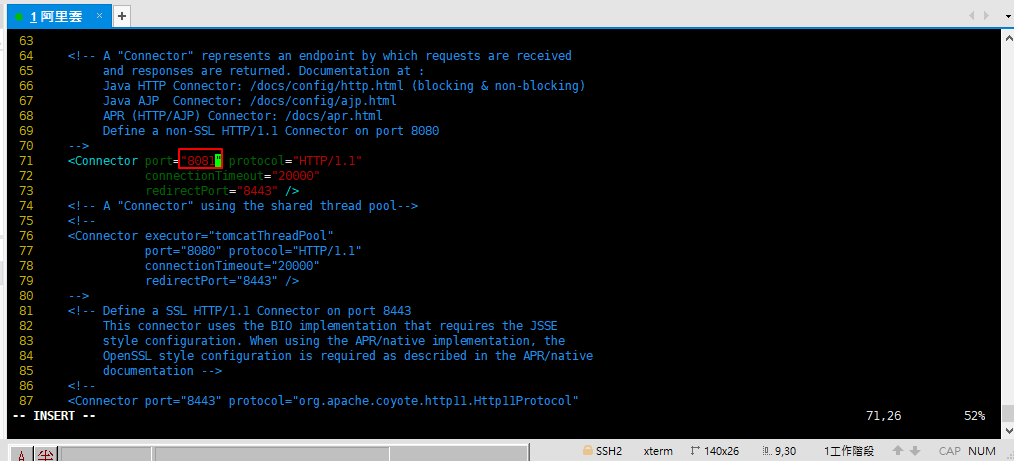 1 阿里雲 × +
63
64 <!-- A "Connector" represents an endpoint by which requests are received
65 and responses are returned. Documentation at :
66 Java HTTP Connector: /docs/config/http.html (blocking & non-blocking)
67 Java AJP  Connector: /docs/config/ajp.html
68 APR (HTTP/AJP) Connector: /docs/apr.html
69 Define a non-SSL HTTP/1.1 Connector on port 8080
70 -->
71 <Connector port="8081" protocol="HTTP/1.1"
72 connectionTimeout="20000"
73 redirectPort="8443" />
74 <!-- A "Connector" using the shared thread pool-->
75 <!--
76 <Connector executor="tomcatThreadPool"
77 port="8080" protocol="HTTP/1.1"
78 connectionTimeout="20000"
79 redirectPort="8443" />
80 -->
81 <!-- Define a SSL HTTP/1.1 Connector on port 8443
82 This connector uses the BIO implementation that requires the JSSE
83 style configuration. When using the APR/native implementation, the
84 OpenSSL style configuration is required as described in the APR/native
85 documentation -->
86 <!--
87 <Connector port="8443" protocol="org.apache.coyote.http11.Http11Protocol"
-- INSERT -- 71,26 52%
SSH2 xterm 140x26 9,30 1工作階段 CAP NUM